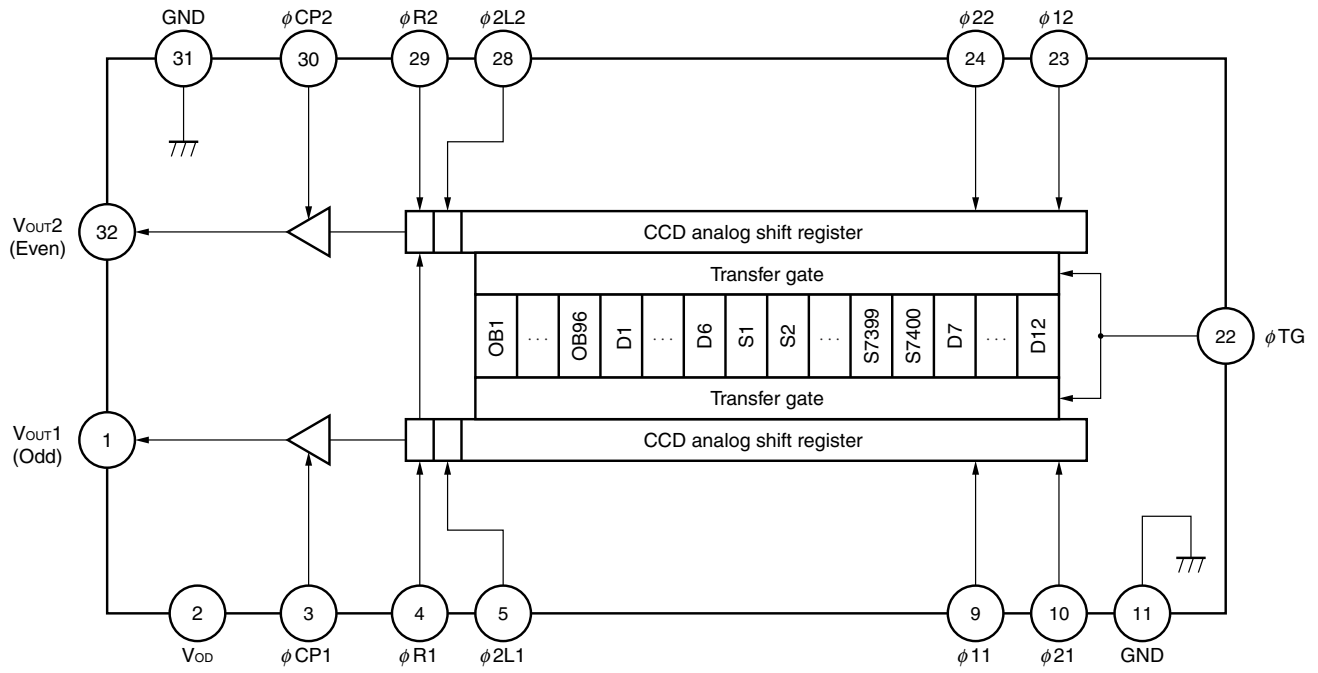 GND φCP2 φR2 φ2L2 φ22 φ12
31 30 29 28 24 23
VOUT2
(Even)
32
CCD analog shift register
Transfer gate
OB1 ... OB96 D1 ... D6 S1 S2 ... S7399 S7400 D7 ... D12
22 φTG
Transfer gate
VOUT1
(Odd)
1
CCD analog shift register
2 3 4 5 9 10 11
VOD φCP1 φR1 φ2L1 φ11 φ21 GND